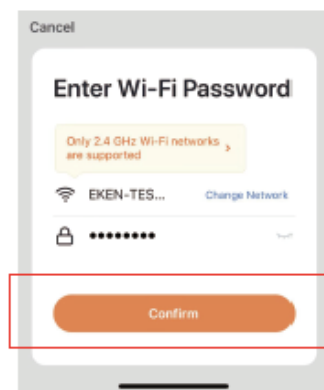 Cancel
Enter Wi-Fi Password
Only 2.4 GHz Wi-Fi networks
are supported
EKEN-TES...
Change Network
••••••••
Confirm